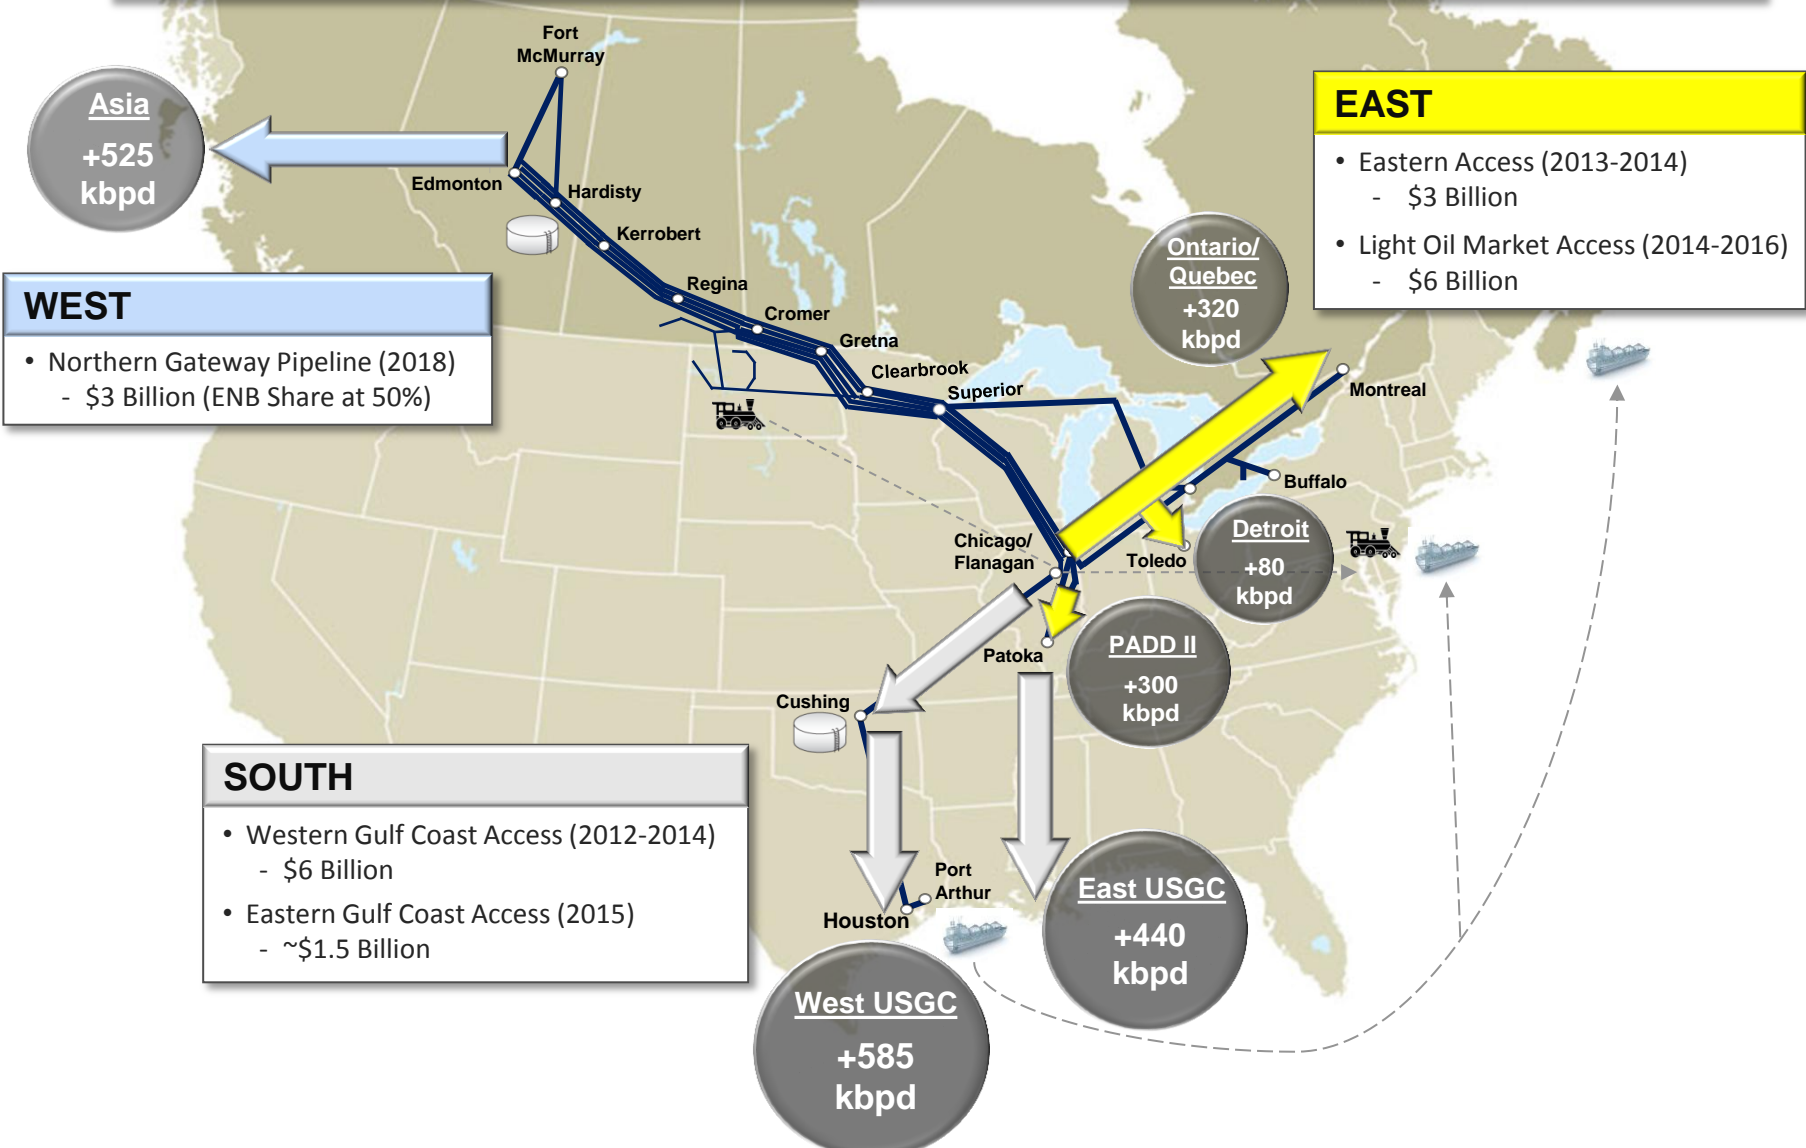 Fort
McMurray
Asia
+525
kbpd
Edmonton
Hardisty
Kerrobert
Regina
Cromer
Gretna
Clearbrook
Superior
EAST
• Eastern Access (2013-2014)
- $3 Billion
• Light Oil Market Access (2014-2016)
- $6 Billion
Ontario/
Quebec
+320
kbpd
WEST
• Northern Gateway Pipeline (2018)
- $3 Billion (ENB Share at 50%)
Montreal
Buffalo
Detroit
+80
kbpd
Chicago/
Flanagan
Toledo
Patoka
PADD II
+300
kbpd
Cushing
SOUTH
• Western Gulf Coast Access (2012-2014)
- $6 Billion
• Eastern Gulf Coast Access (2015)
- ~$1.5 Billion
Port
Arthur
Houston
East USGC
+440
kbpd
West USGC
+585
kbpd